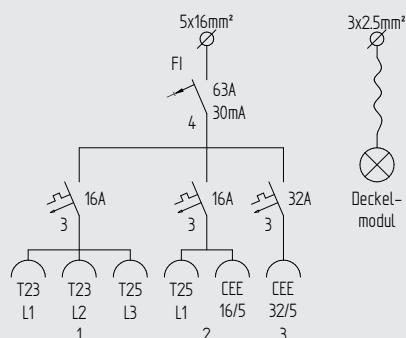 5x16mm²
3x2.5mm²
FI
63A
30mA
4
16A
3
16A
3
32A
3
Deckel-
modul
T23
L1
T23
L2
T25
L3
T25
L1
CEE
16/5
CEE
32/5
1
2
3